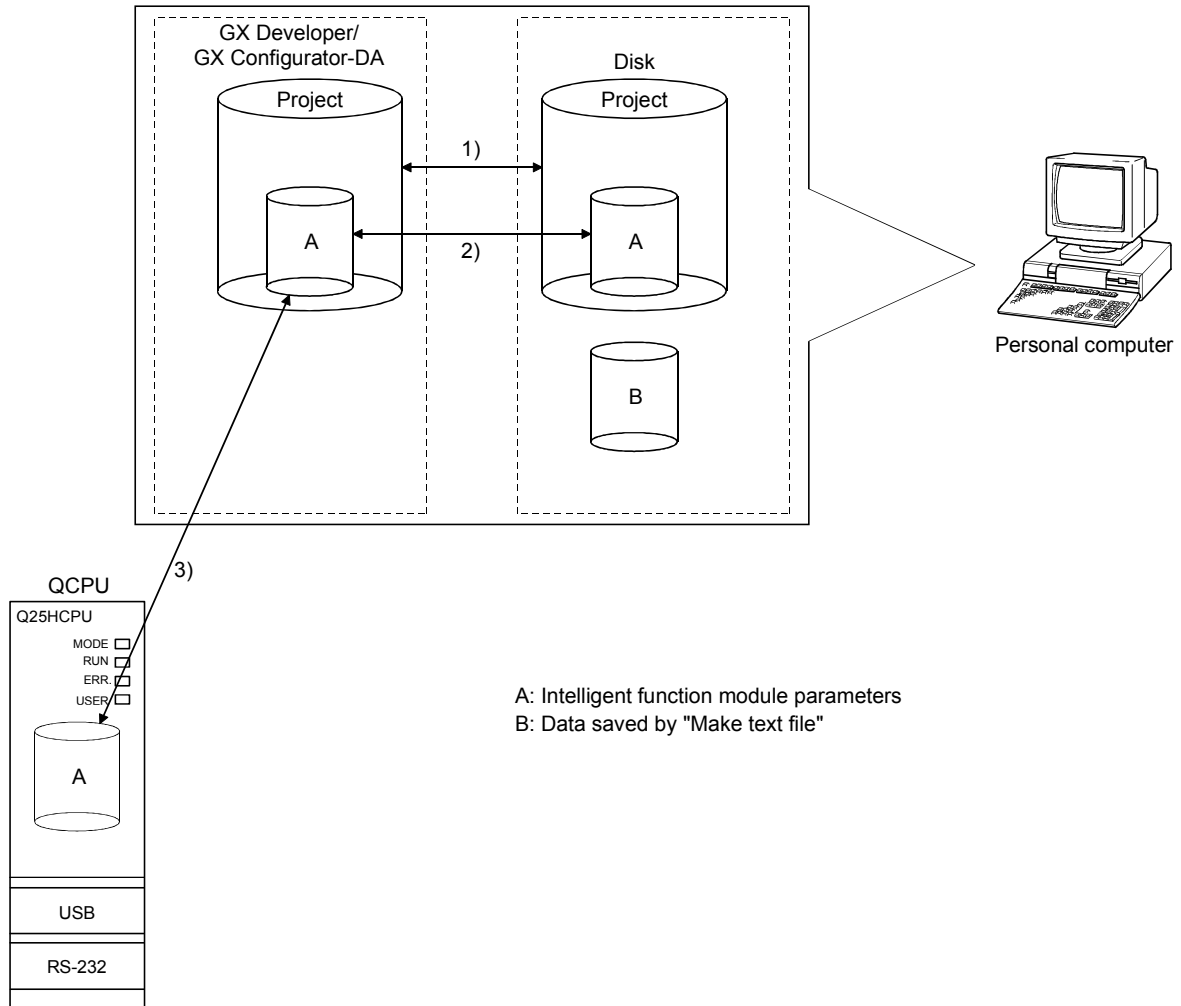 GX Developer/
GX Configurator-DA
Disk
Project
Project
1)
A
2)
A
B
Personal computer
3)
QCPU
Q25HCPU
MODE
RUN
ERR.
USER
A
USB
RS-232
A: Intelligent function module parameters
B: Data saved by "Make text file"